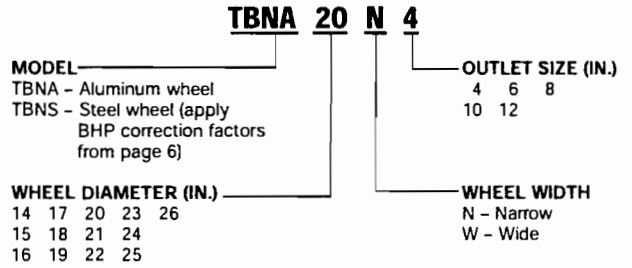 TBNA 20 N 4
MODEL
TBNA – Aluminum wheel
TBNS – Steel wheel (apply
BHP correction factors
from page 6)
OUTLET SIZE (IN.)
4 6 8
10 12
WHEEL DIAMETER (IN.)
14 17 20 23 26
15 18 21 24
16 19 22 25
WHEEL WIDTH
N – Narrow
W – Wide